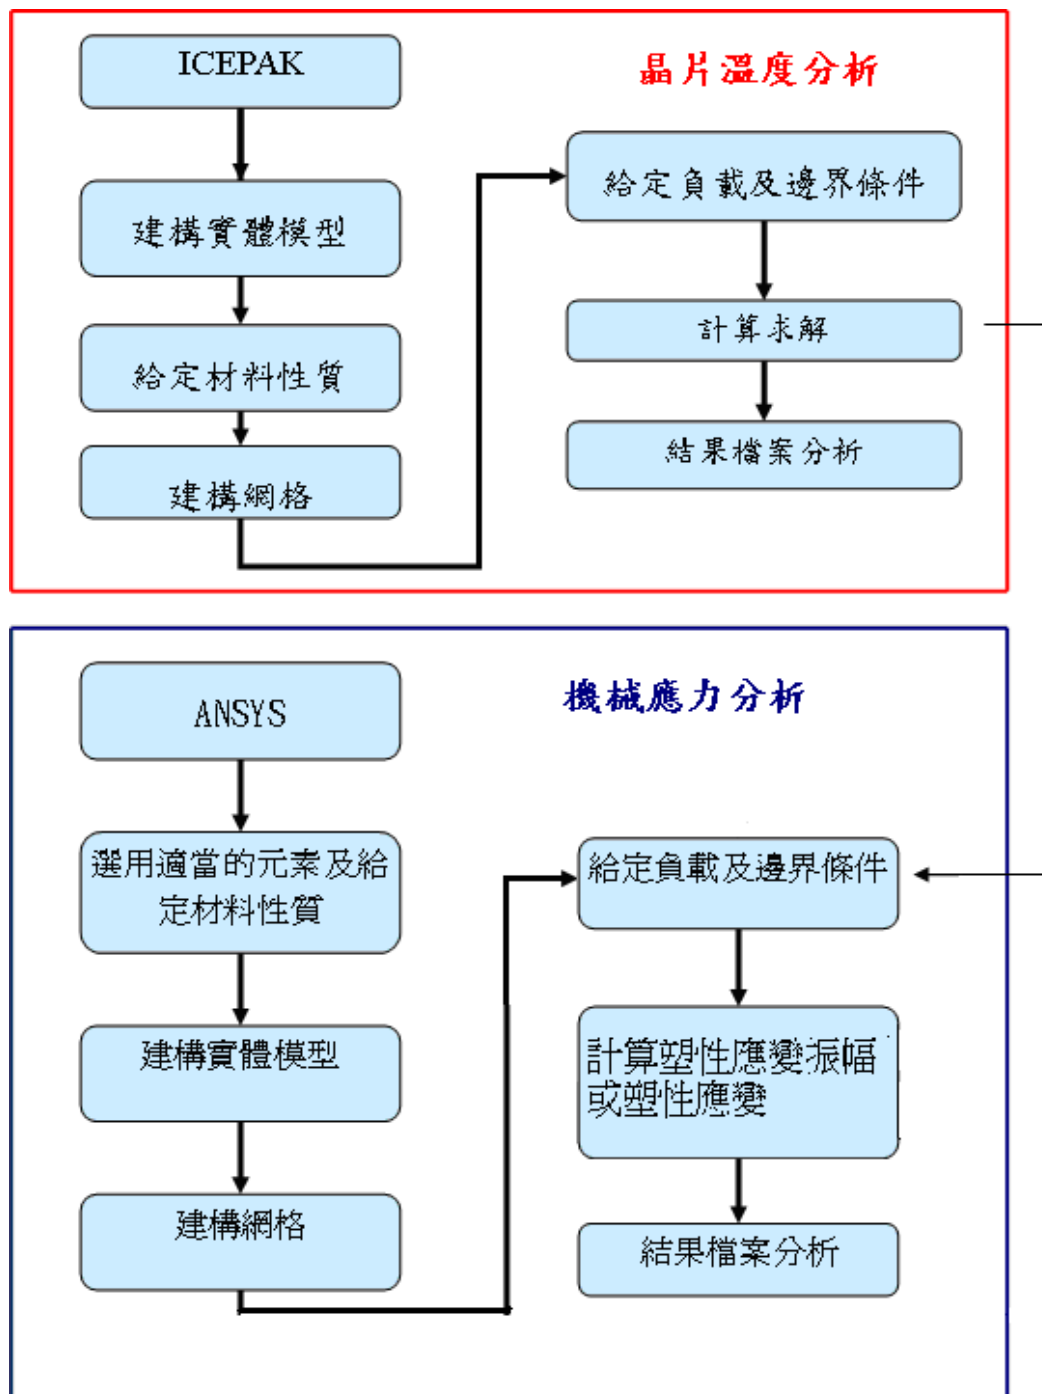 ICEPAK
晶片溫度分析
建構實體模型
給定材料性質
建構網格
給定負載及邊界條件
計算求解
結果檔案分析
ANSYS
機械應力分析
選用適當的元素及給
定材料性質
建構實體模型
建構網格
給定負載及邊界條件
計算塑性應變振幅
或塑性應變
結果檔案分析